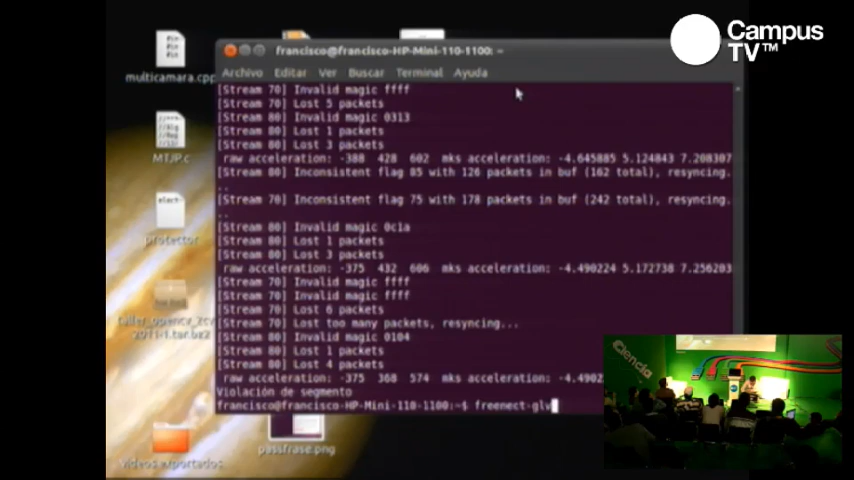 Campus
TV™
francisco@francisco-HP-Mini-110-1100: ~
Archivo Editar Ver Buscar Terminal Ayuda
[Stream 70] Invalid magic ffff
[Stream 70] Lost 5 packets
[Stream 80] Invalid magic 0313
[Stream 80] Lost 1 packets
[Stream 80] Lost 3 packets
raw acceleration: -388 428 602 mks acceleration: -4.645885 5.124843 7.208307
[Stream 80] Inconsistent flag 85 with 126 packets in buf (162 total), resyncing.
..
[Stream 70] Inconsistent flag 75 with 178 packets in buf (242 total), resyncing.
..
[Stream 80] Invalid magic 0c1a
[Stream 80] Lost 1 packets
[Stream 80] Lost 3 packets
raw acceleration: -375 432 606 mks acceleration: -4.490224 5.172738 7.256203
[Stream 70] Invalid magic ffff
[Stream 70] Invalid magic ffff
[Stream 70] Lost 6 packets
[Stream 70] Lost too many packets, resyncing...
[Stream 80] Invalid magic 0104
[Stream 80] Lost 1 packets
[Stream 80] Lost 4 packets
raw acceleration: -375 368 574 mks acceleration: -4.4902
Violación de segmento
francisco@francisco-HP-Mini-110-1100:~$ freenect-glv
multicamara.cpp
MTJP.c
protector
2011-1.tar.bz2
videos exportados
passfrase.png
Ciencia